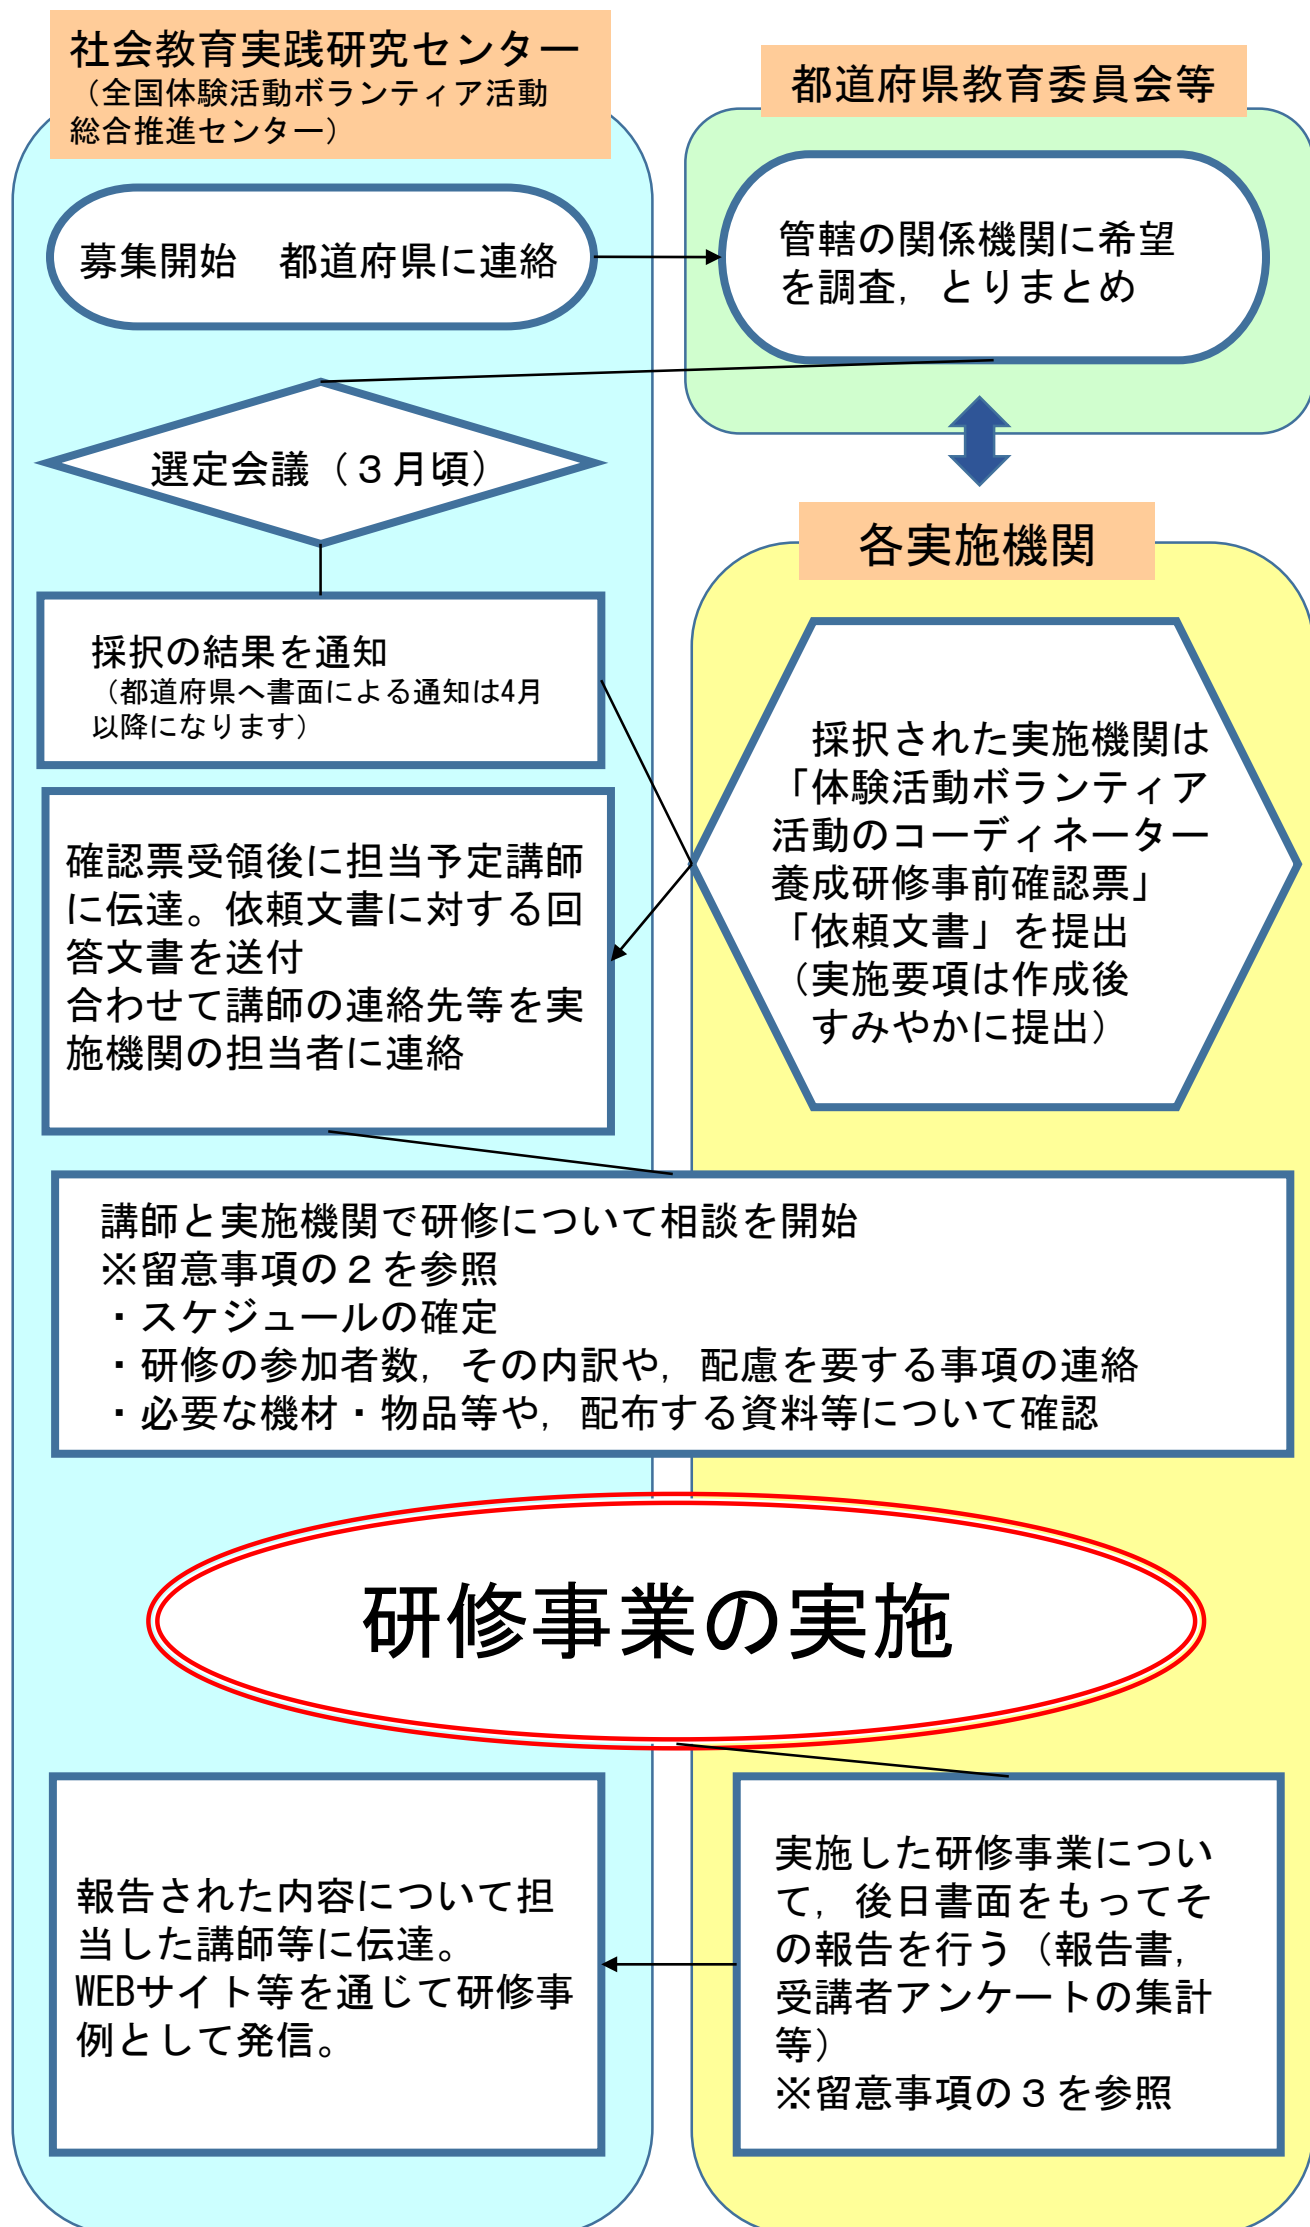 社会教育実践研究センター
（全国体験活動ボランティア活動
総合推進センター）
都道府県教育委員会等
募集開始　都道府県に連絡
管轄の関係機関に希望
を調査，とりまとめ
選定会議（３月頃）
各実施機関
採択の結果を通知
（都道府県へ書面による通知は4月
以降になります）
採択された実施機関は
「体験活動ボランティア
活動のコーディネーター
養成研修事前確認票」
「依頼文書」を提出
（実施要項は作成後
すみやかに提出）
確認票受領後に担当予定講師
に伝達。依頼文書に対する回
答文書を送付
合わせて講師の連絡先等を実
施機関の担当者に連絡
講師と実施機関で研修について相談を開始
※留意事項の２を参照
・スケジュールの確定
・研修の参加者数，その内訳や，配慮を要する事項の連絡
・必要な機材・物品等や，配布する資料等について確認
研修事業の実施
実施した研修事業につい
て，後日書面をもってそ
の報告を行う（報告書，
受講者アンケートの集計
等）
※留意事項の３を参照
報告された内容について担
当した講師等に伝達。
WEBサイト等を通じて研修事
例として発信。